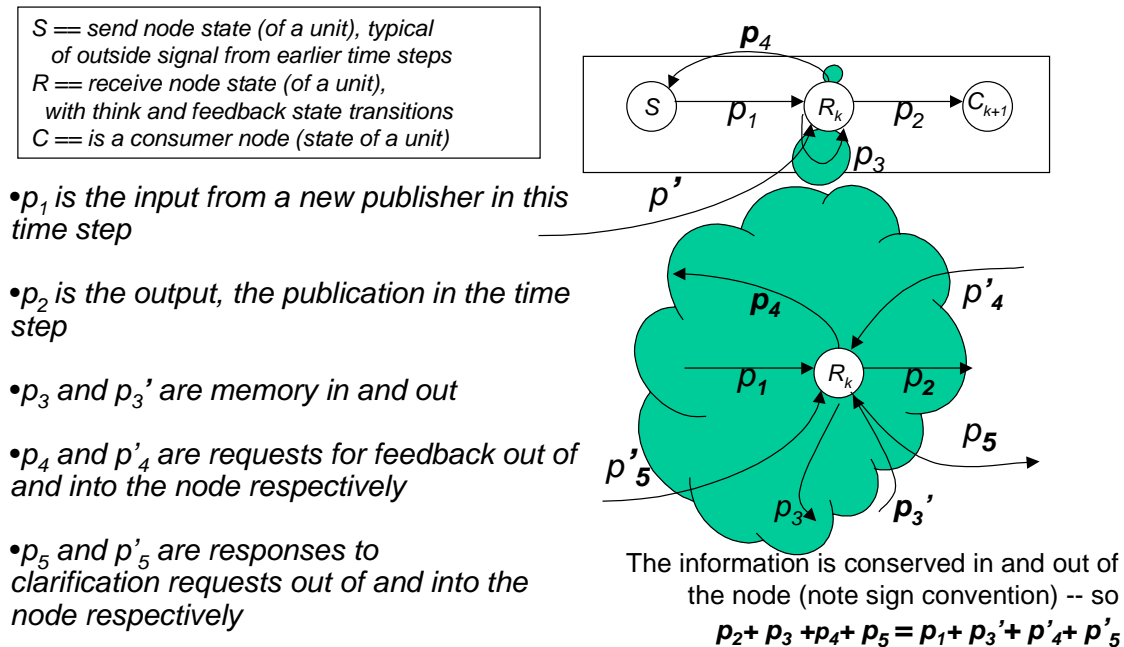 S == send node state (of a unit), typical
of outside signal from earlier time steps
R == receive node state (of a unit),
with think and feedback state transitions
C == is a consumer node (state of a unit)
•p₁ is the input from a new publisher in this
time step
•p₂ is the output, the publication in the time
step
•p₃ and p₃’ are memory in and out
•p₄ and p’₄ are requests for feedback out of
and into the node respectively
•p₅ and p’₅ are responses to
clarification requests out of and into the
node respectively
p₄
S
p₁
Rₖ
p₂
Cₖ₊₁
p₃
p'
p₄
p’₄
p₁
Rₖ
p₂
p’₅
p₅
p₃
p₃’
The information is conserved in and out of
the node (note sign convention) -- so
p₂+ p₃ +p₄+ p₅ = p₁+ p₃’+ p’₄+ p’₅